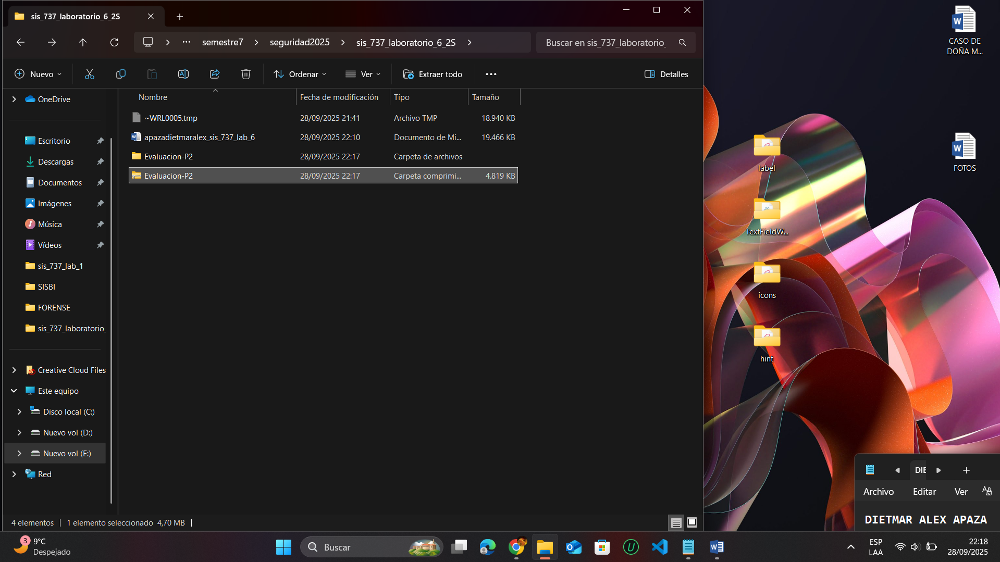 sis_737_laboratorio_6_2S
semestre7
seguridad2025
sis_737_laboratorio_6_2S
Buscar en sis_737_laboratorio_
Nuevo
Ordenar
Ver
Extraer todo
Detalles
Nombre
Fecha de modificación
Tipo
Tamaño
~WRL0005.tmp 28/09/2025 21:41 Archivo TMP 18.940 KB
apazadietmaralex_sis_737_lab_6 28/09/2025 22:10 Documento de Mi... 19.466 KB
Evaluacion-P2 28/09/2025 22:17 Carpeta de archivos
Evaluacion-P2 28/09/2025 22:17 Carpeta comprimi... 4.819 KB
OneDrive
Escritorio
Descargas
Documentos
Imágenes
Música
Vídeos
sis_737_lab_1
SISBI
FORENSE
sis_737_laboratorio_
Creative Cloud Files
Este equipo
Disco local (C:)
Nuevo vol (D:)
Nuevo vol (E:)
Red
4 elementos
1 elemento seleccionado 4,70 MB
CASO DE
DOÑA M...
FOTOS
label
TextFieldW...
icons
hint
DIE
Archivo
Editar
Ver
DIETMAR ALEX APAZA
3
9°C
Despejado
Buscar
ESP
LAA
22:18
28/09/2025